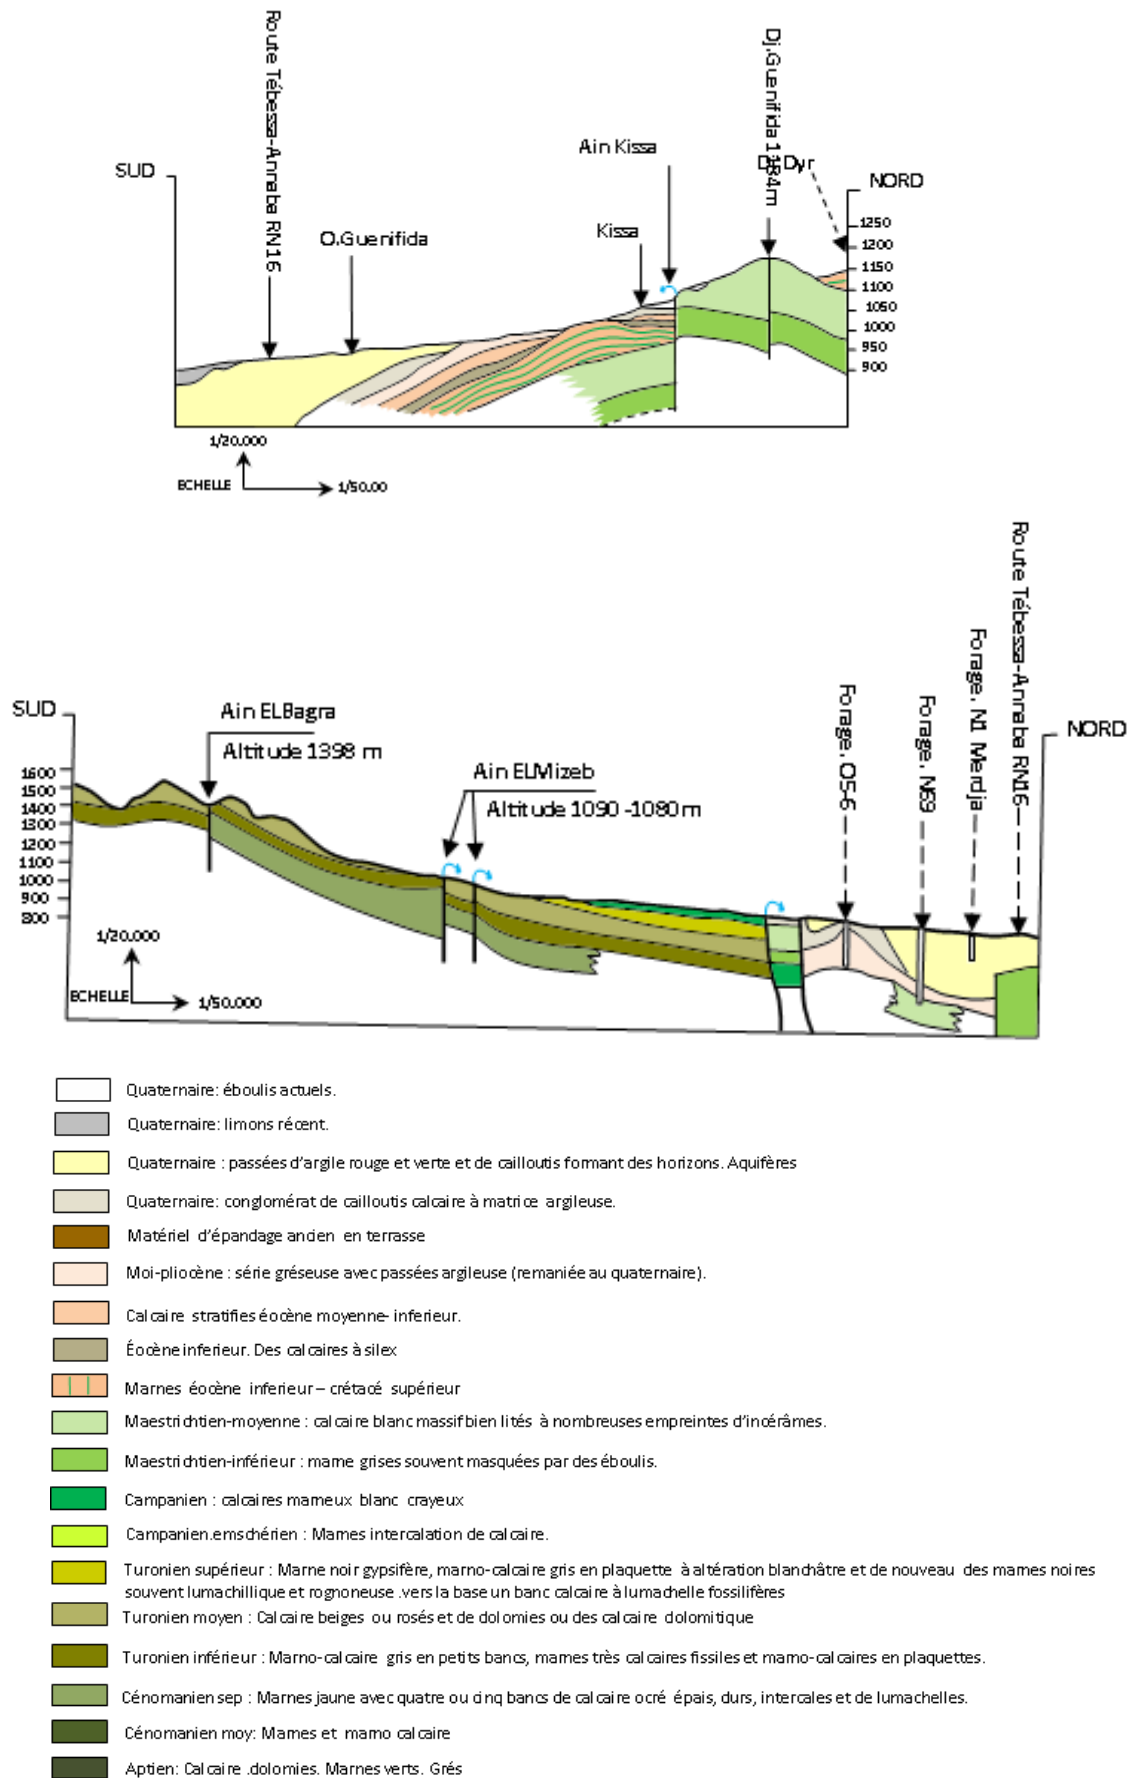 Route Tébessa-Annaba RN16
Dj.Guenifida 1184m
Ain Kissa
Dj.Dyr
SUD
NORD
Kissa
O.Guenifida
1250
1200
1150
1100
1050
1000
950
900
1/20.000
ECHELLE
1/50.00
Route Tébessa-Annaba RN16
Forage. N1 Merdja
Forage. N69
Forage. O5-6
SUD
NORD
Ain ELBagra
Altitude 1398 m
Ain ELMizeb
Altitude 1090 -1080m
1600
1500
1400
1300
1200
1100
1000
900
800
1/20.000
ECHELLE
1/50.000
Quaternaire: éboulis actuels.
Quaternaire: limons récent.
Quaternaire : passées d'argile rouge et verte et de cailloutis formant des horizons. Aquifères
Quaternaire: conglomérat de cailloutis calcaire à matrice argileuse.
Matériel d'épandage ancien en terrasse
Moi-pliocène : série gréseuse avec passées argileuse (remaniée au quaternaire).
Calcaire stratifies éocène moyenne- inferieur.
Éocène inferieur. Des calcaires à silex
Marnes éocène inferieur – crétacé supérieur
Maestrichtien-moyenne : calcaire blanc massif bien lités à nombreuses empreintes d'incérâmes.
Maestrichtien-inférieur : marne grises souvent masquées par des éboulis.
Campanien : calcaires marneux blanc crayeux
Campanien.emschérien : Marnes intercalation de calcaire.
Turonien supérieur : Marne noir gypsifère, marno-calcaire gris en plaquette à altération blanchâtre et de nouveau des marnes noires
souvent lumachillique et rognoneuse .vers la base un banc calcaire à lumachelle fossilifères
Turonien moyen : Calcaire beiges ou rosés et de dolomies ou des calcaire dolomitique
Turonien inférieur : Marno-calcaire gris en petits bancs, marnes très calcaires fissiles et marno-calcaires en plaquettes.
Cénomanien sep : Marnes jaune avec quatre ou cinq bancs de calcaire ocré épais, durs, intercales et de lumachelles.
Cénomanien moy: Marnes et marno calcaire
Aptien: Calcaire .dolomies. Marnes verts. Grés